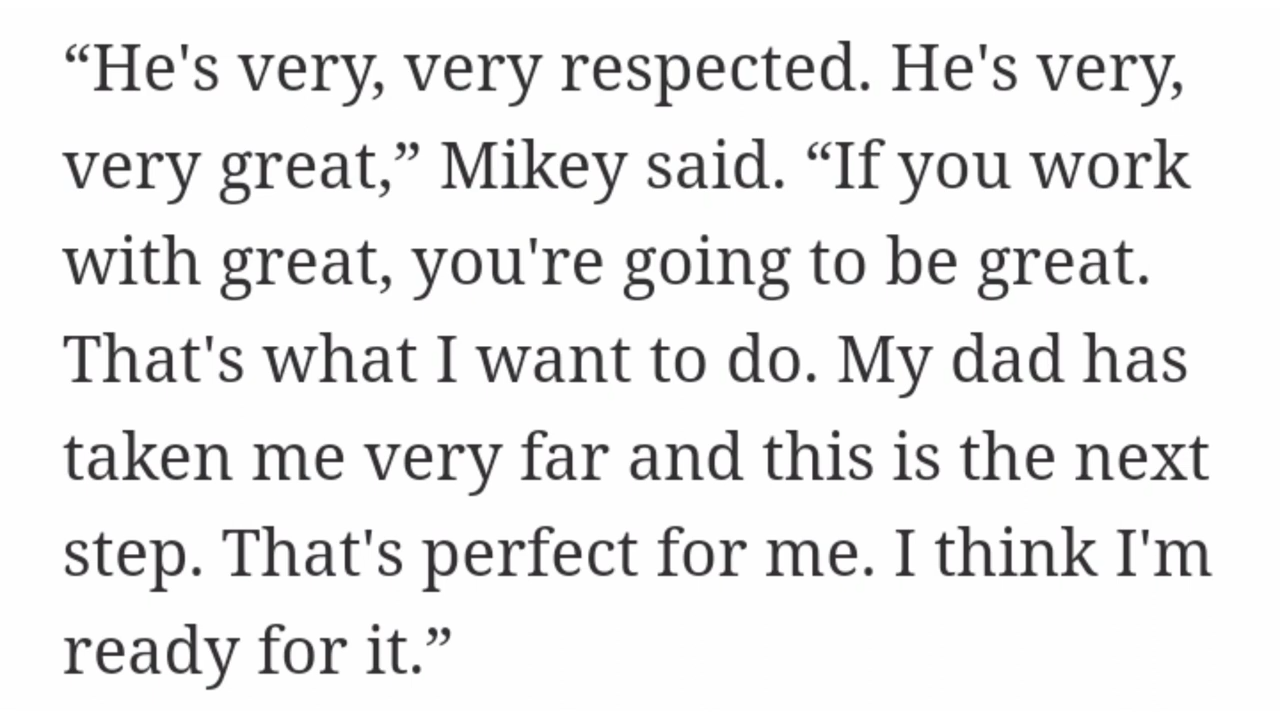 “He's very, very respected. He's very,
very great,” Mikey said. “If you work
with great, you're going to be great.
That's what I want to do. My dad has
taken me very far and this is the next
step. That's perfect for me. I think I'm
ready for it.”